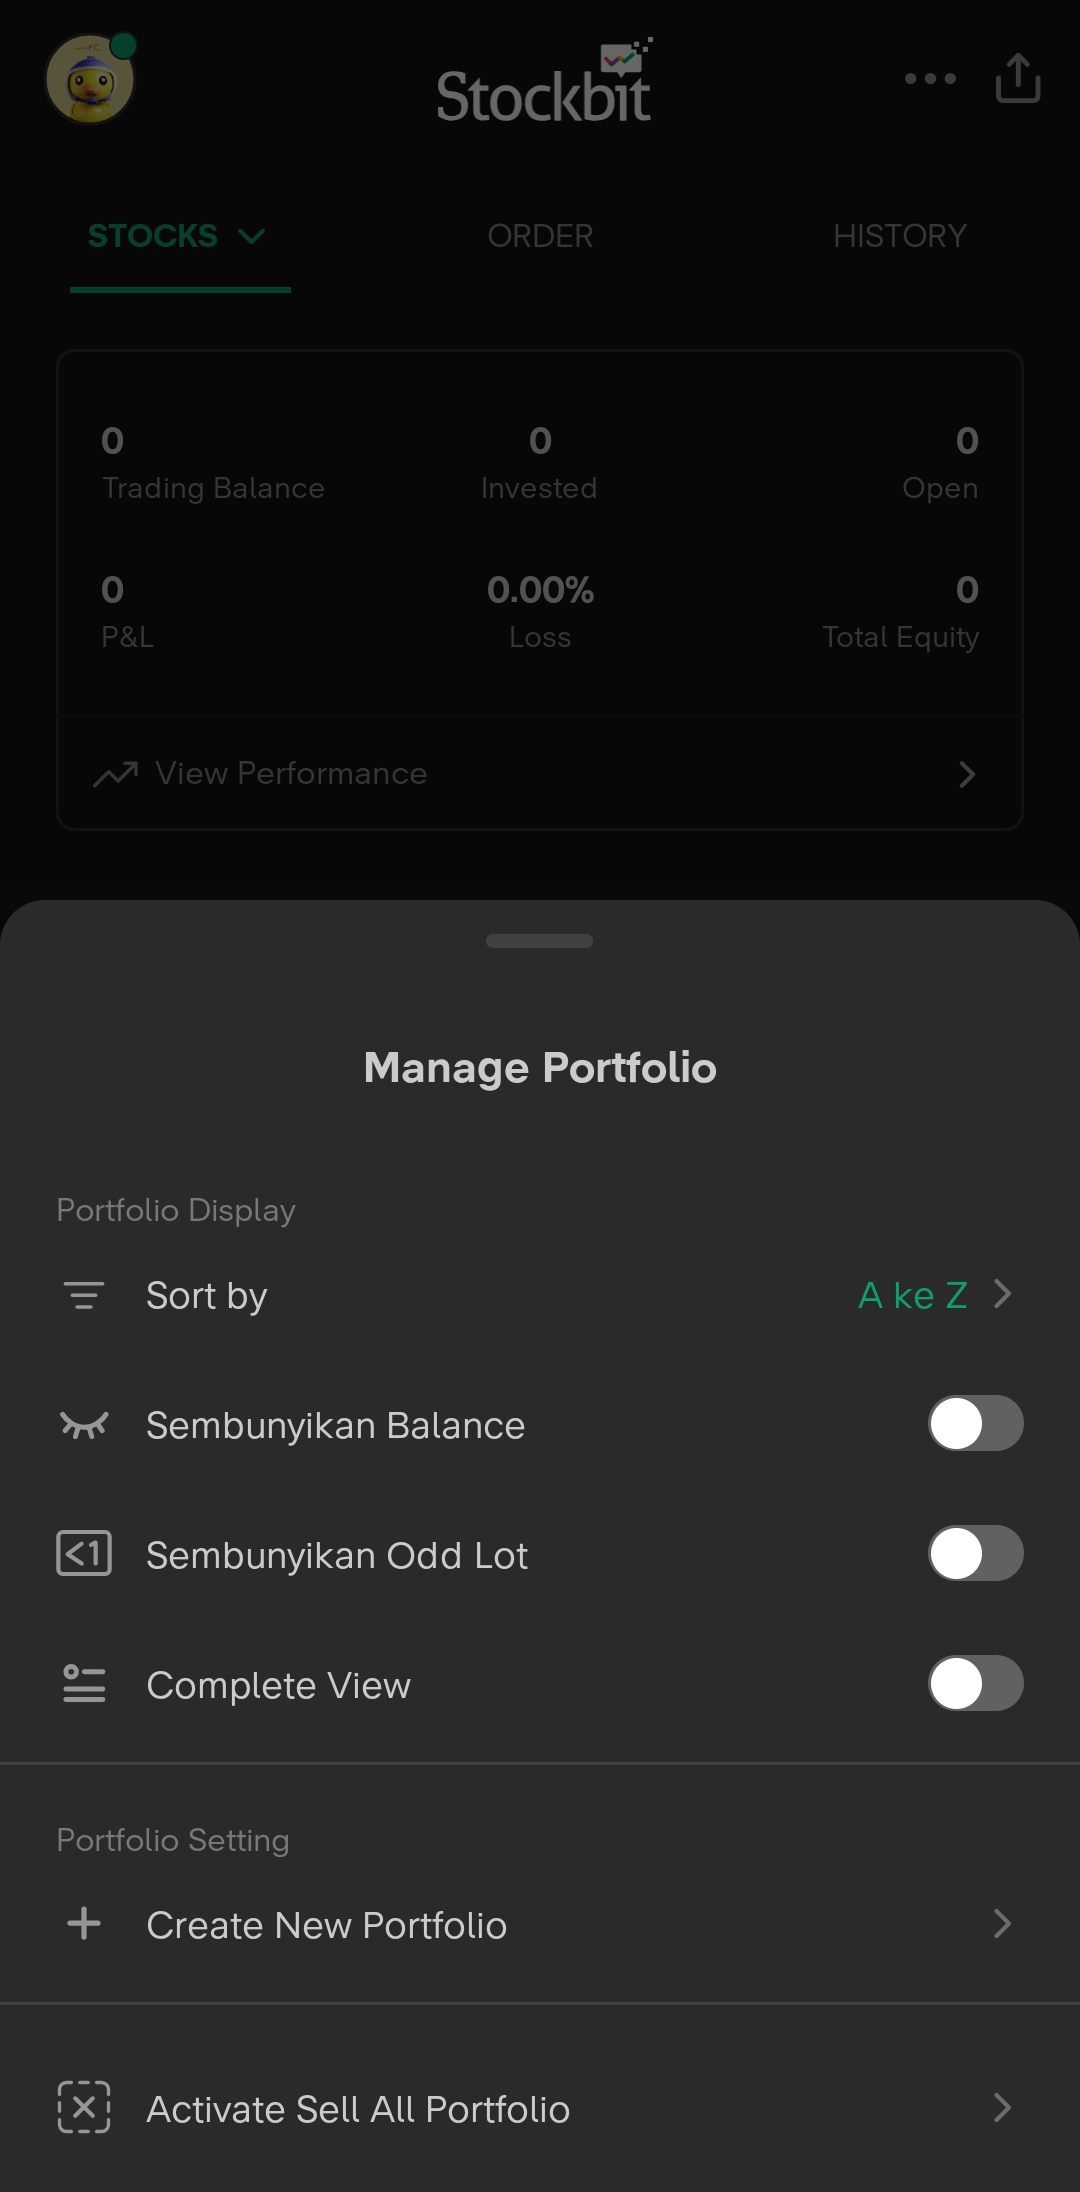 Stockbit
STOCKS ORDER HISTORY
0 0 0
Trading Balance Invested Open
0 0.00% 0
P&L Loss Total Equity
View Performance
Manage Portfolio
Portfolio Display
Sort by A ke Z
Sembunyikan Balance
<1 Sembunyikan Odd Lot
Complete View
Portfolio Setting
Create New Portfolio
Activate Sell All Portfolio